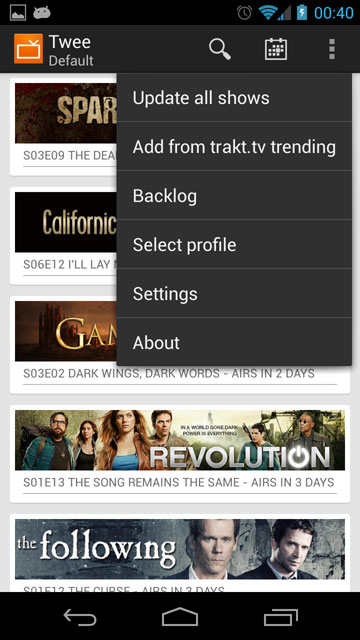 00:40
Twee
Default
Update all shows
Add from trakt.tv trending
Backlog
Select profile
Settings
About
SPAR
S03E09 THE DEA
Californic
S06E12 I'LL LAY
GAM
S03E02 DARK WINGS, DARK WORDS - AIRS IN 2 DAYS
IN A WORLD GONE DARK
POWER IS EVERYTHING.
REVOLUTION
S01E13 THE SONG REMAINS THE SAME - AIRS IN 3 DAYS
the following
S01E12 THE CURSE - AIRS IN 3 DAYS